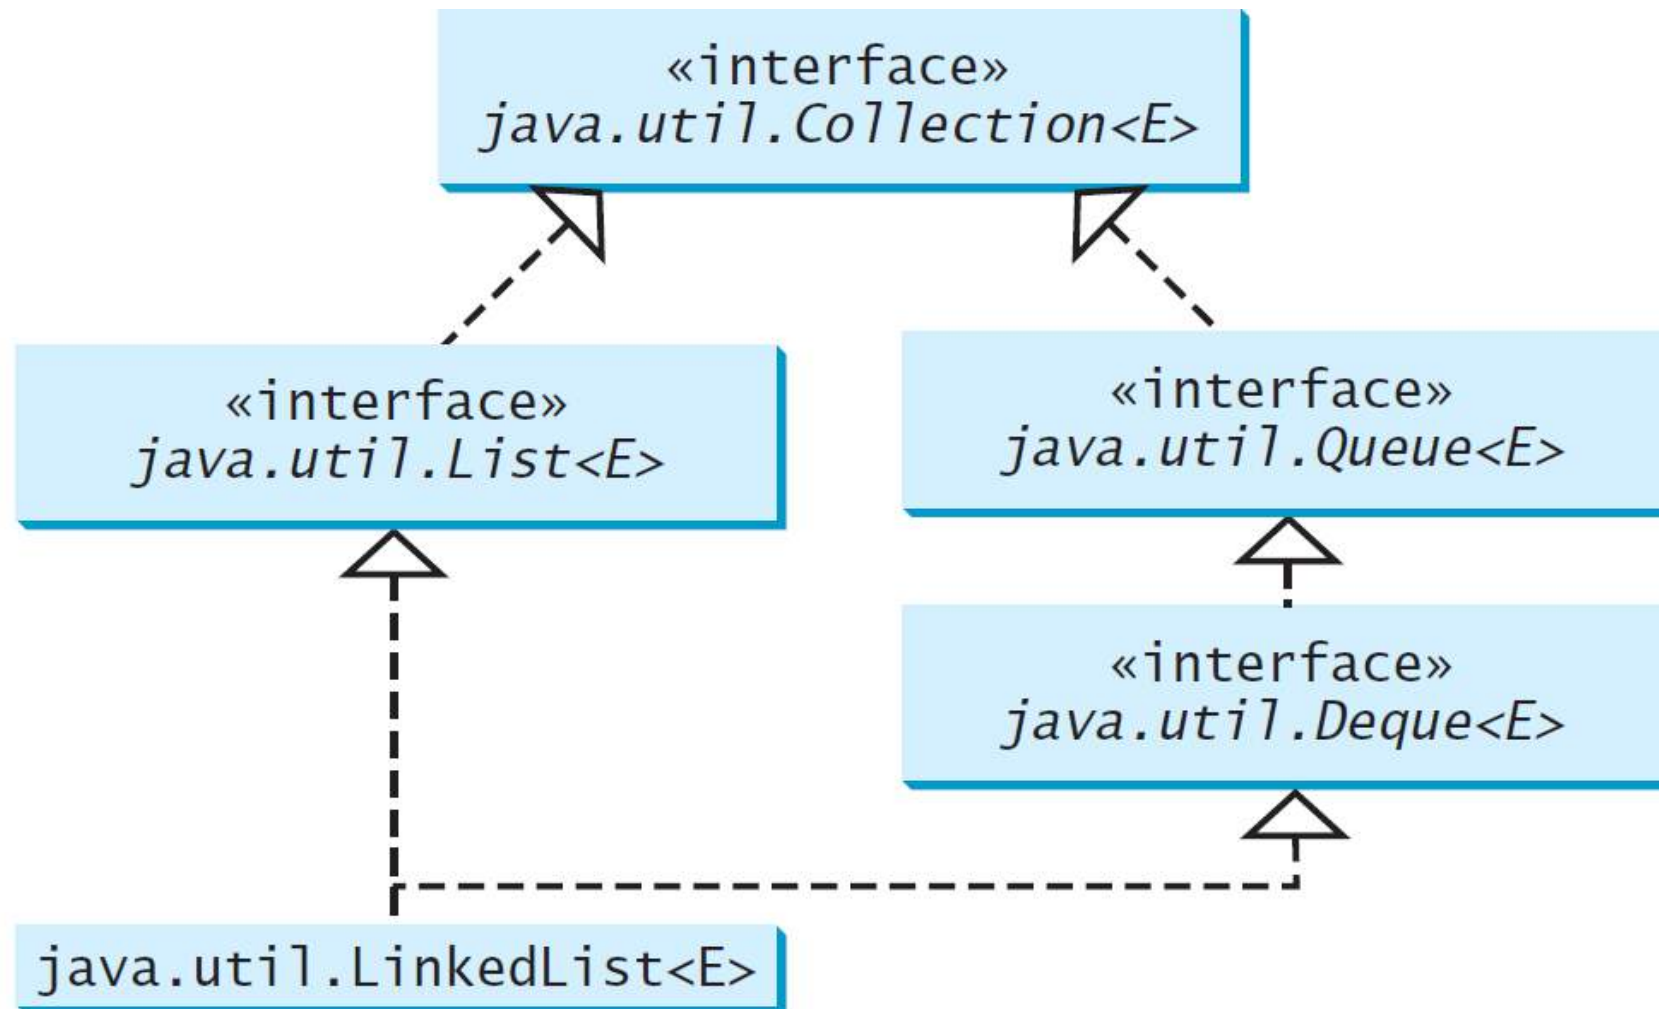 «interface»
java.util.Collection<E>
«interface»
java.util.List<E>
«interface»
java.util.Queue<E>
«interface»
java.util.Deque<E>
java.util.LinkedList<E>